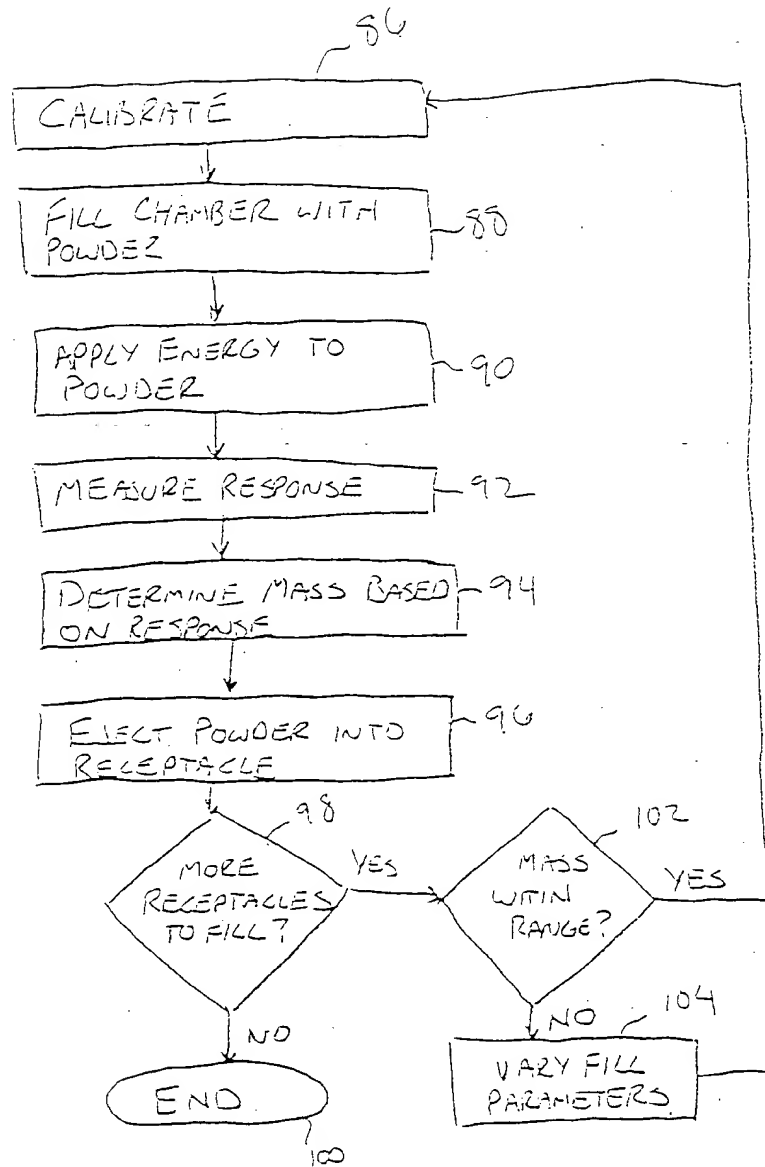 86
CALIBRATE
FILL CHAMBER WITH
POWDER
88
APPLY ENERGY TO
POWDER
90
MEASURE RESPONSE
92
DETERMINE MASS BASED
ON RESPONSE
94
EJECT POWDER INTO
RECEPTACLE
96
98
MORE
RECEPTACLES
TO FILL?
YES
102
MASS
WITIN
RANGE?
YES
NO
END
100
NO
104
VARY FILL
PARAMETERS